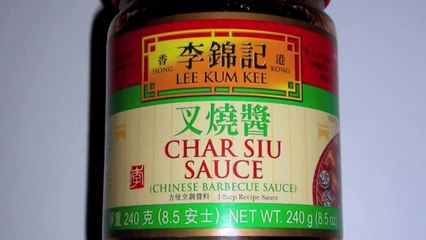 李錦記
香 港
HONG KONG
LEE KUM KEE
叉燒醬
CHAR SIU
SAUCE
(CHINESE BARBECUE SAUCE)
方便烹調醬料 1-Step Recipe Sauce
李
淨重 240 克 (8.5 安士) NET WT. 240 g (8.5 oz)